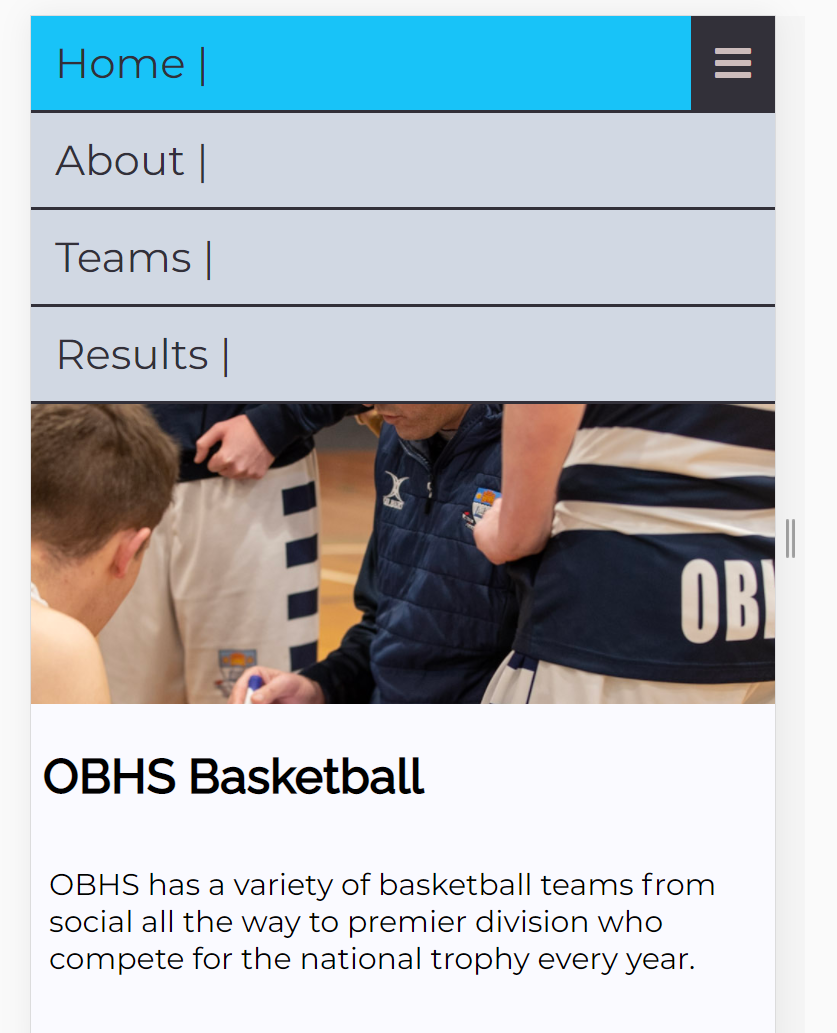 Home |
About |
Teams |
Results |
OBH
OBHS Basketball
OBHS has a variety of basketball teams from
social all the way to premier division who
compete for the national trophy every year.